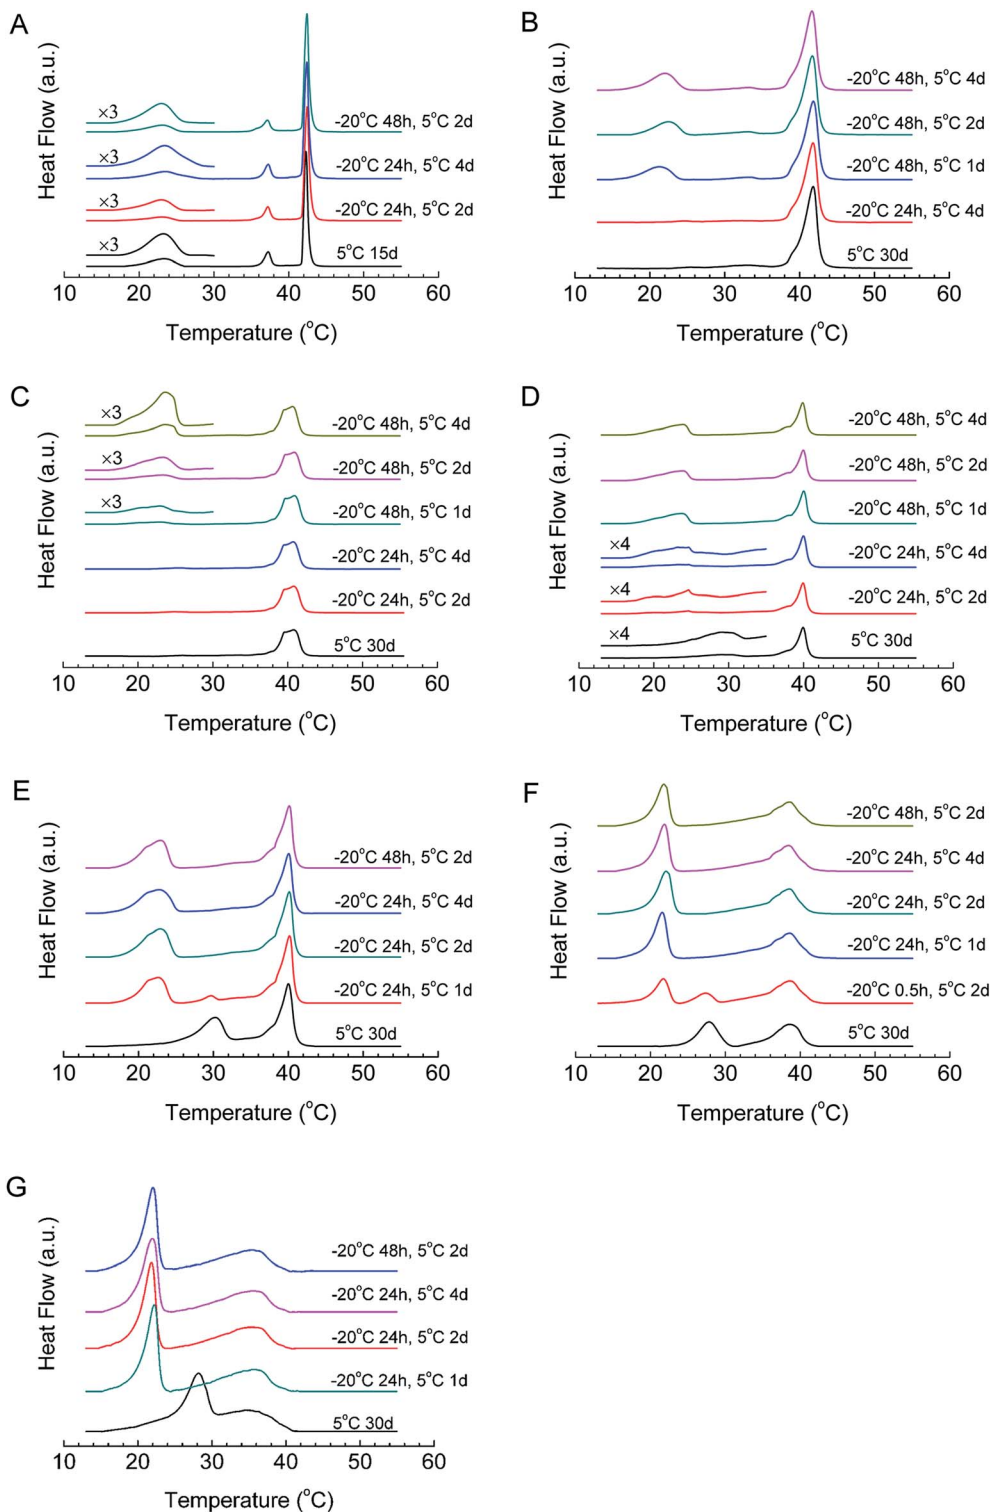 A
Heat Flow (a.u.)
×3
-20°C 48h, 5°C 2d
×3
-20°C 24h, 5°C 4d
×3
-20°C 24h, 5°C 2d
×3
5°C 15d
10 20 30 40 50 60
Temperature (°C)
B
Heat Flow (a.u.)
-20°C 48h, 5°C 4d
-20°C 48h, 5°C 2d
-20°C 48h, 5°C 1d
-20°C 24h, 5°C 4d
5°C 30d
10 20 30 40 50 60
Temperature (°C)
C
Heat Flow (a.u.)
×3
-20°C 48h, 5°C 4d
×3
-20°C 48h, 5°C 2d
×3
-20°C 48h, 5°C 1d
-20°C 24h, 5°C 4d
-20°C 24h, 5°C 2d
5°C 30d
10 20 30 40 50 60
Temperature (°C)
D
Heat Flow (a.u.)
-20°C 48h, 5°C 4d
-20°C 48h, 5°C 2d
-20°C 48h, 5°C 1d
×4
-20°C 24h, 5°C 4d
×4
-20°C 24h, 5°C 2d
×4
5°C 30d
10 20 30 40 50 60
Temperature (°C)
E
Heat Flow (a.u.)
-20°C 48h, 5°C 2d
-20°C 24h, 5°C 4d
-20°C 24h, 5°C 2d
-20°C 24h, 5°C 1d
5°C 30d
10 20 30 40 50 60
Temperature (°C)
F
Heat Flow (a.u.)
-20°C 48h, 5°C 2d
-20°C 24h, 5°C 4d
-20°C 24h, 5°C 2d
-20°C 24h, 5°C 1d
-20°C 0.5h, 5°C 2d
5°C 30d
10 20 30 40 50 60
Temperature (°C)
G
Heat Flow (a.u.)
-20°C 48h, 5°C 2d
-20°C 24h, 5°C 4d
-20°C 24h, 5°C 2d
-20°C 24h, 5°C 1d
5°C 30d
10 20 30 40 50 60
Temperature (°C)